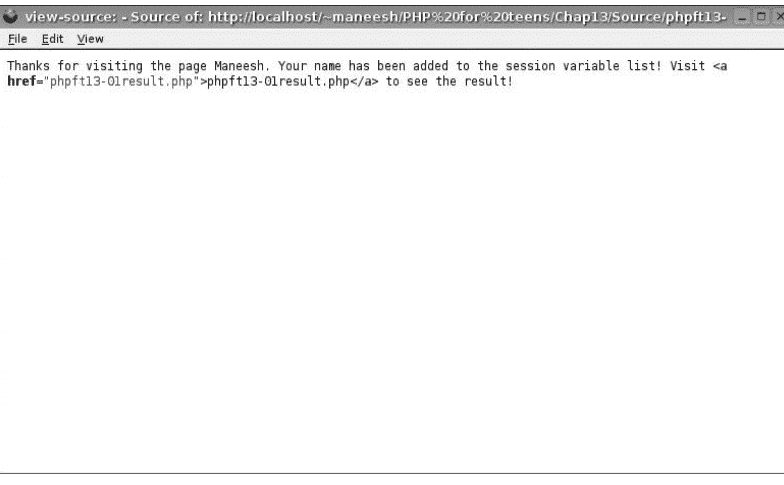 view-source: - Source of: http://localhost/~maneesh/PHP%20for%20teens/Chap13/Source/phpft13-
File Edit View
Thanks for visiting the page Maneesh. Your name has been added to the session variable list! Visit <a
href="phpft13-01result.php">phpft13-01result.php</a> to see the result!